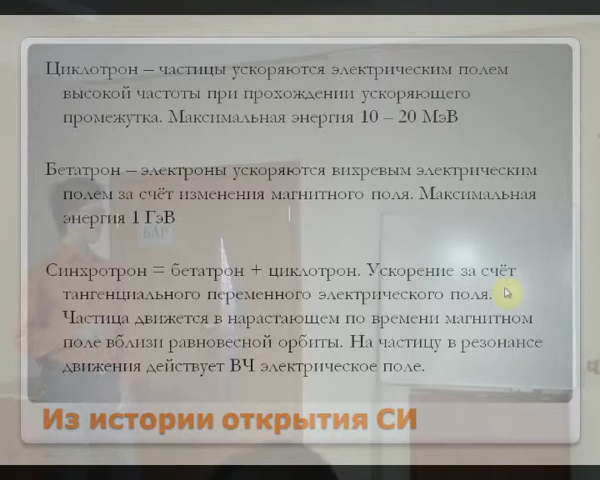 Циклотрон – частицы ускоряются электрическим полем
высокой частоты при прохождении ускоряющего
промежутка. Максимальная энергия 10 – 20 МэВ
Бетатрон – электроны ускоряются вихревым электрическим
полем за счёт изменения магнитного поля. Максимальная
энергия 1 ГэВ
БАР
Синхротрон = бетатрон + циклотрон. Ускорение за счёт
тангенциального переменного электрического поля.
Частица движется в нарастающем по времени магнитном
поле вблизи равновесной орбиты. На частицу в резонансе
движения действует ВЧ электрическое поле.
Из истории открытия СИ